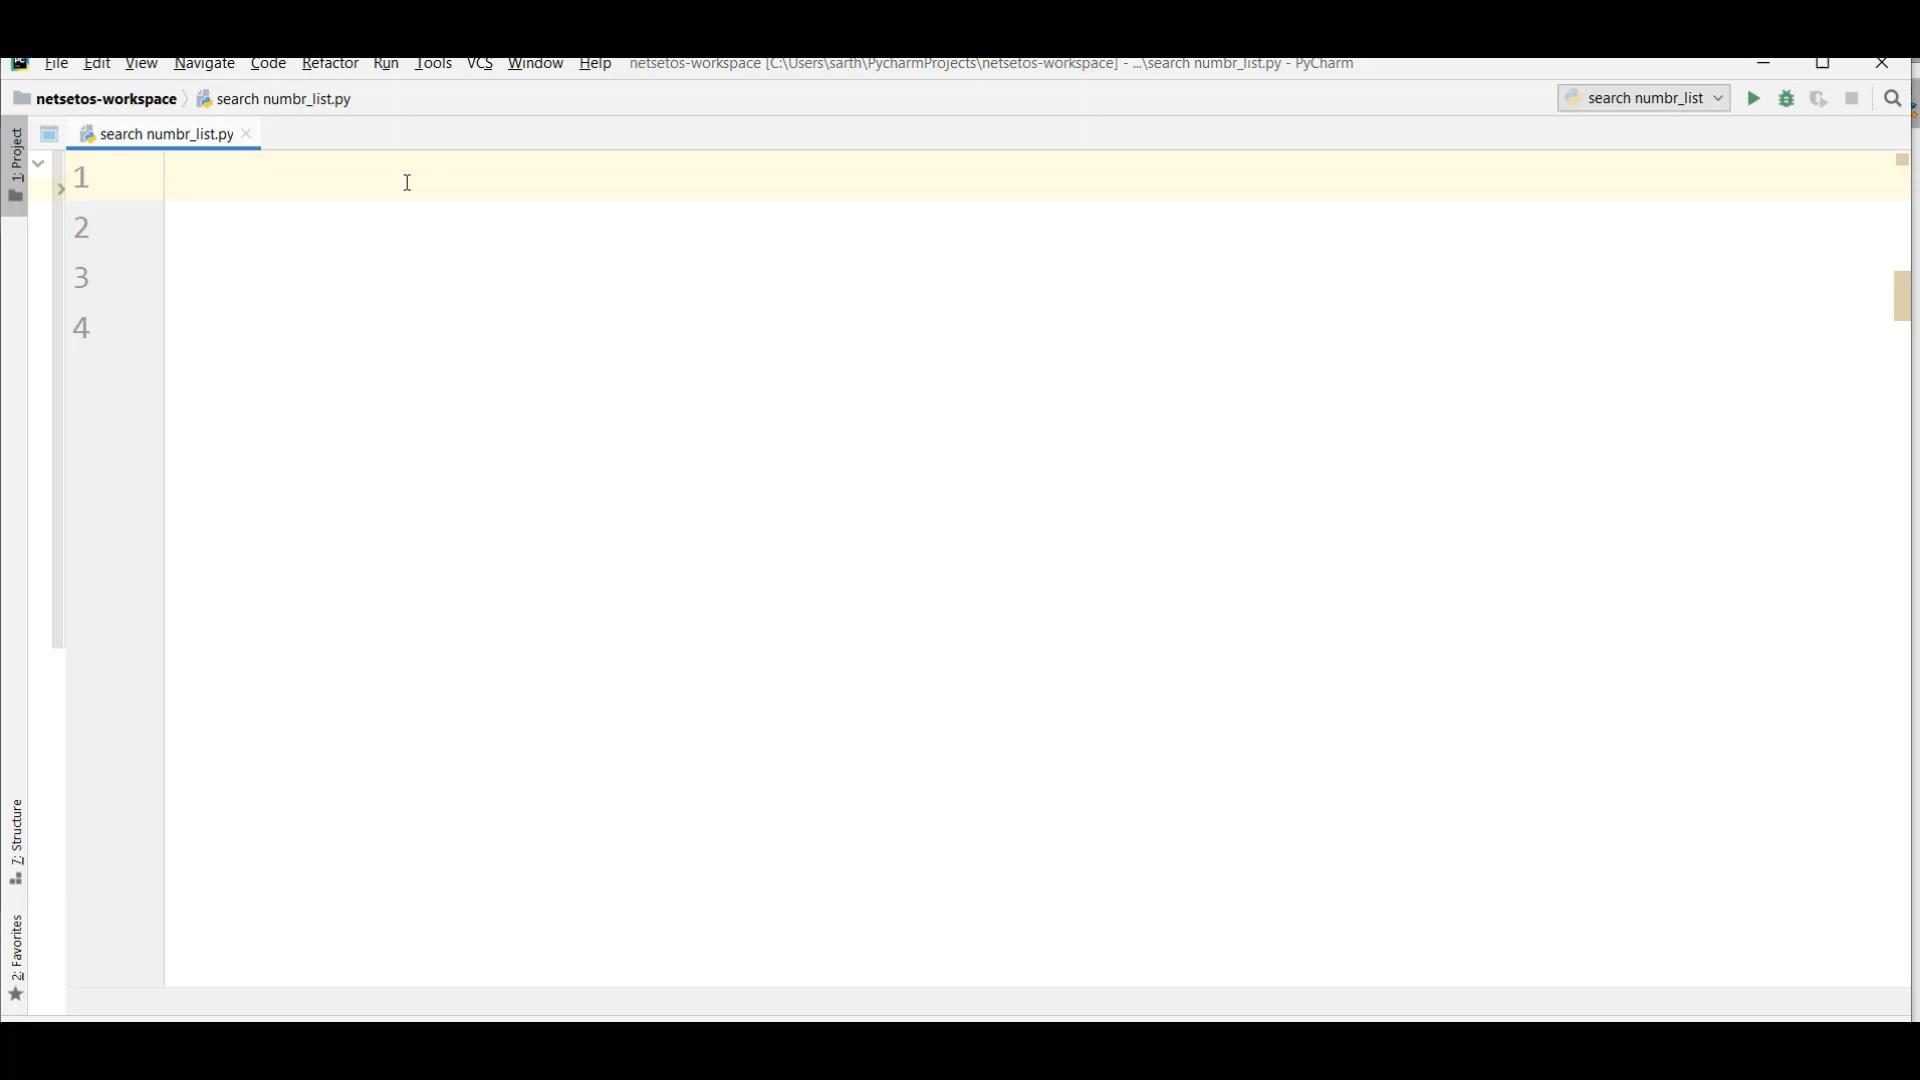 File Edit View Navigate Code Refactor Run Tools VCS Window Help netsetos-workspace [C:\Users\sarth\PycharmProjects\netsetos-workspace] - ...\search numbr_list.py - PyCharm
netsetos-workspace search numbr_list.py search numbr_list
1: Project
search numbr_list.py
1
2
3
4
7: Structure
2: Favorites